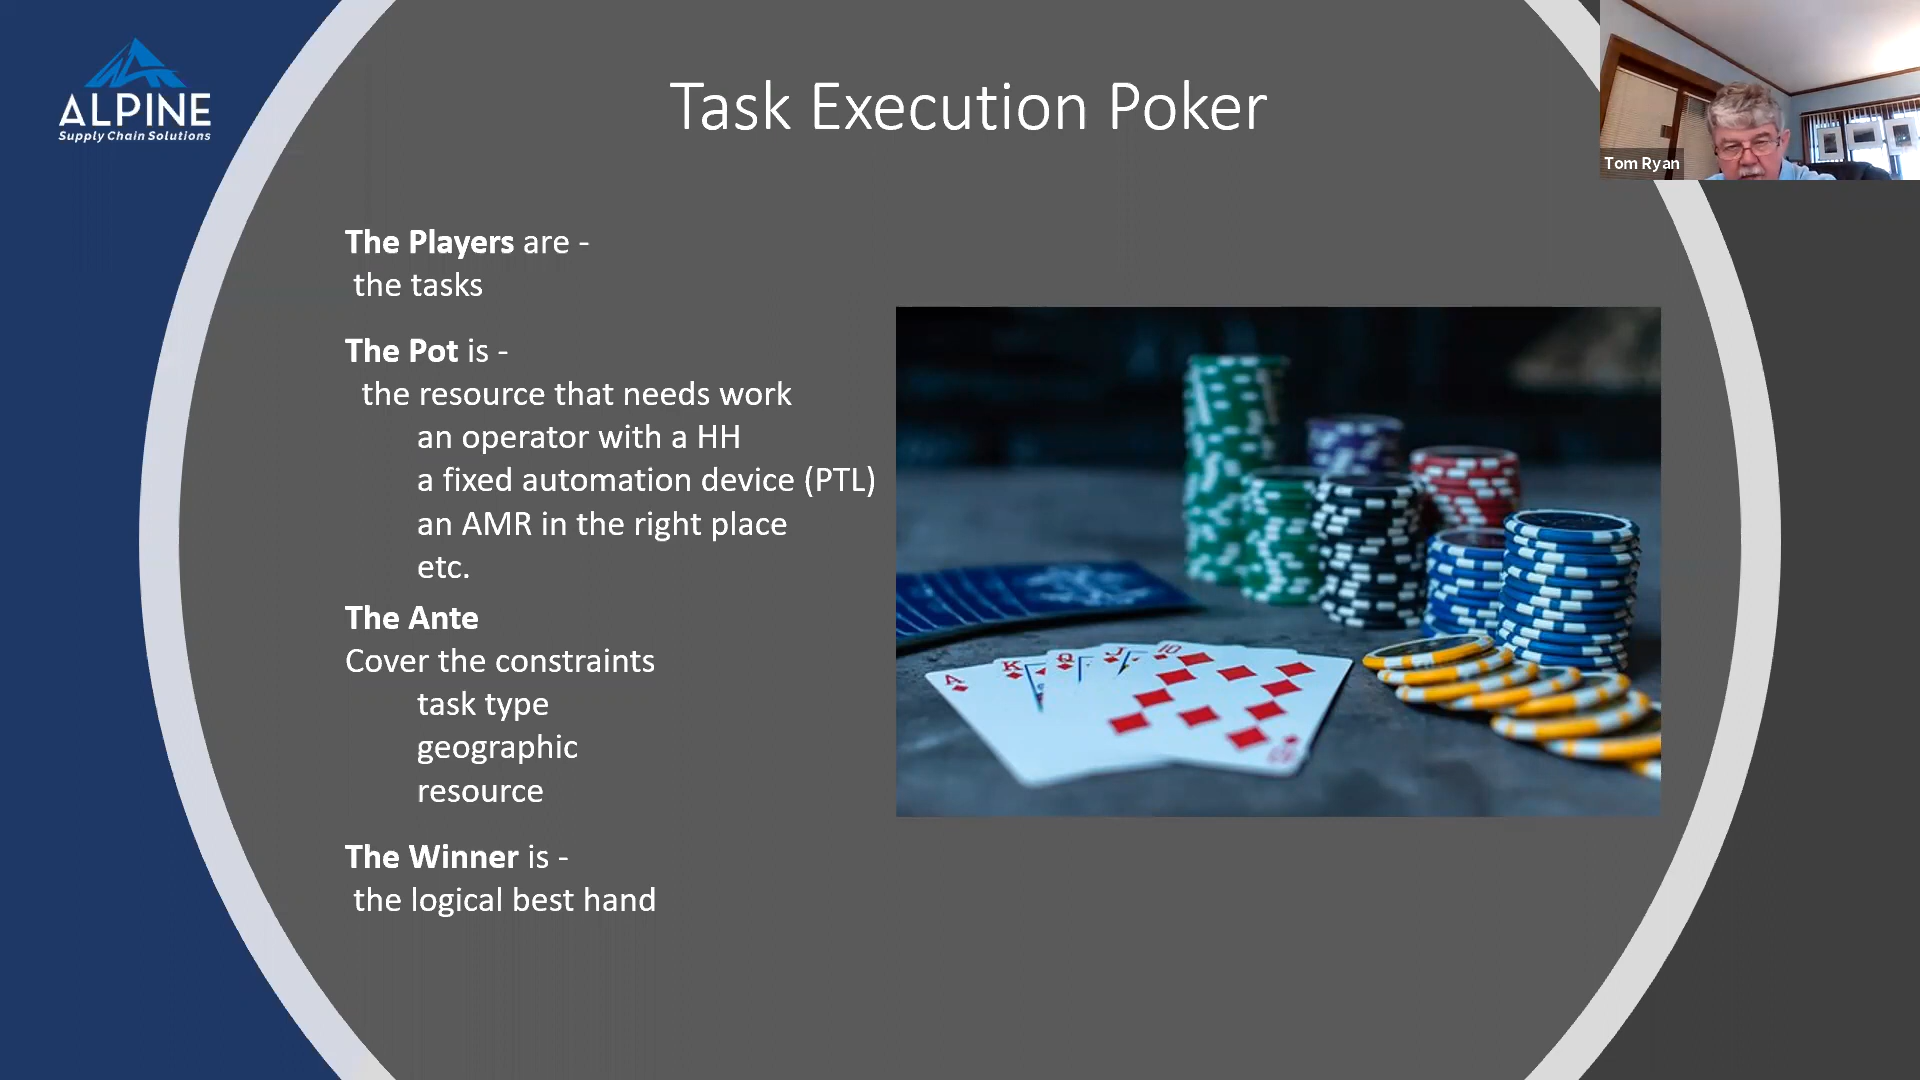 ALPINE
Supply Chain Solutions
Task Execution Poker
Tom Ryan
The Players are -
the tasks
The Pot is -
the resource that needs work
an operator with a HH
a fixed automation device (PTL)
an AMR in the right place
etc.
The Ante
Cover the constraints
task type
geographic
resource
The Winner is -
the logical best hand
A
K
Q
J
10